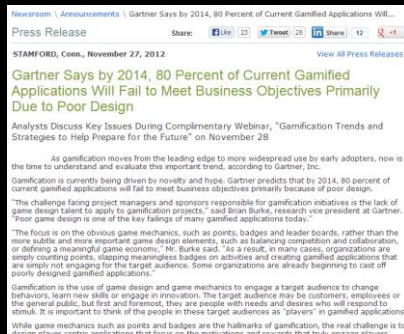 Newsroom \ Announcements \ Gartner Says by 2014, 80 Percent of Current Gamified Applications Will...
Press Release
Share: Like 23 Tweet 26 in Share 12 +1
STAMFORD, Conn., November 27, 2012 View All Press Releases
Gartner Says by 2014, 80 Percent of Current Gamified
Applications Will Fail to Meet Business Objectives Primarily
Due to Poor Design
Analysts Discuss Key Issues During Complimentary Webinar, "Gamification Trends and
Strategies to Help Prepare for the Future" on November 28
As gamification moves from the leading edge to more widespread use by early adopters, now is
the time to understand and evaluate this important trend, according to Gartner, Inc.
Gamification is currently being driven by novelty and hype. Gartner predicts that by 2014, 80 percent of
current gamified applications will fail to meet business objectives primarily because of poor design.
"The challenge facing project managers and sponsors responsible for gamification initiatives is the lack of
game design talent to apply to gamification projects," said Brian Burke, research vice president at Gartner.
"Poor game design is one of the key failings of many gamified applications today."
"The focus is on the obvious game mechanics, such as points, badges and leader boards, rather than the
more subtle and more important game design elements, such as balancing competition and collaboration,
or defining a meaningful game economy," Mr. Burke said. "As a result, in many cases, organizations are
simply counting points, slapping meaningless badges on activities and creating gamified applications that
are simply not engaging for the target audience. Some organizations are already beginning to cast off
poorly designed gamified applications."
Gamification is the use of game design and game mechanics to engage a target audience to change
behaviors, learn new skills or engage in innovation. The target audience may be customers, employees or
the general public, but first and foremost, they are people with needs and desires who will respond to
stimuli. It is important to think of the people in these target audiences as "players" in gamified applications.
While game mechanics such as points and badges are the hallmarks of gamification, the real challenge is to
design player-centric applications that focus on the motivations and rewards that truly engage players